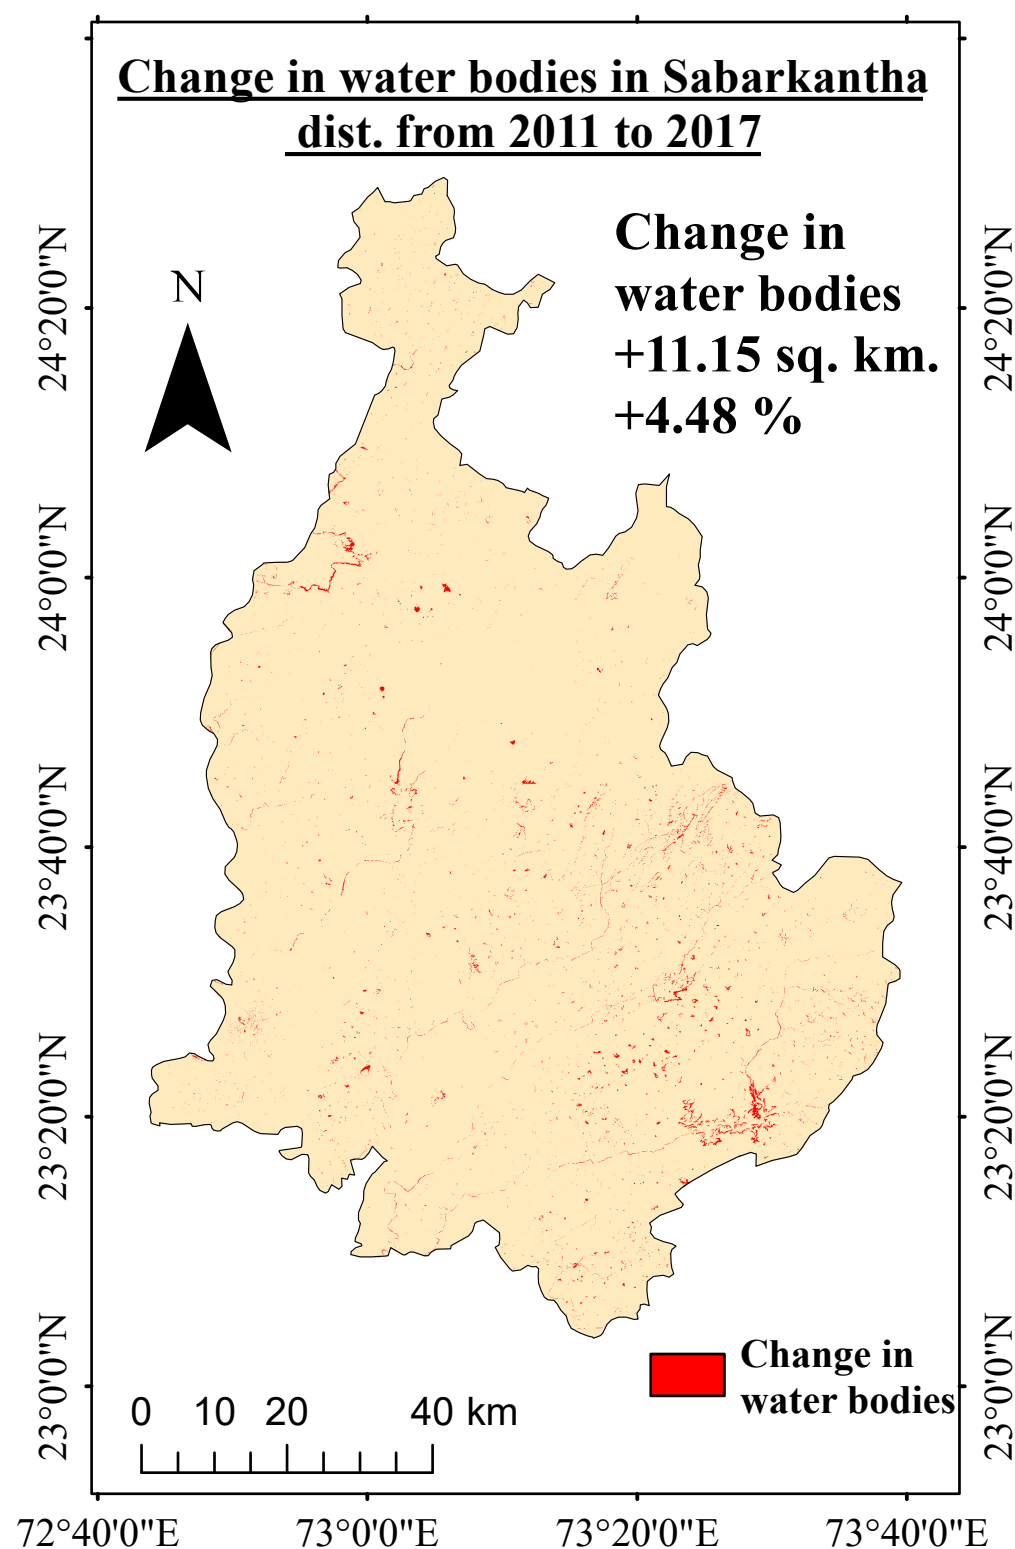 Change in water bodies in Sabarkantha
dist. from 2011 to 2017
Change in
water bodies
+11.15 sq. km.
+4.48 %
N
24°20'0"N
24°20'0"N
24°0'0"N
24°0'0"N
23°40'0"N
23°40'0"N
23°20'0"N
23°20'0"N
23°0'0"N
23°0'0"N
Change in
water bodies
0 10 20 40 km
72°40'0"E 73°0'0"E 73°20'0"E 73°40'0"E